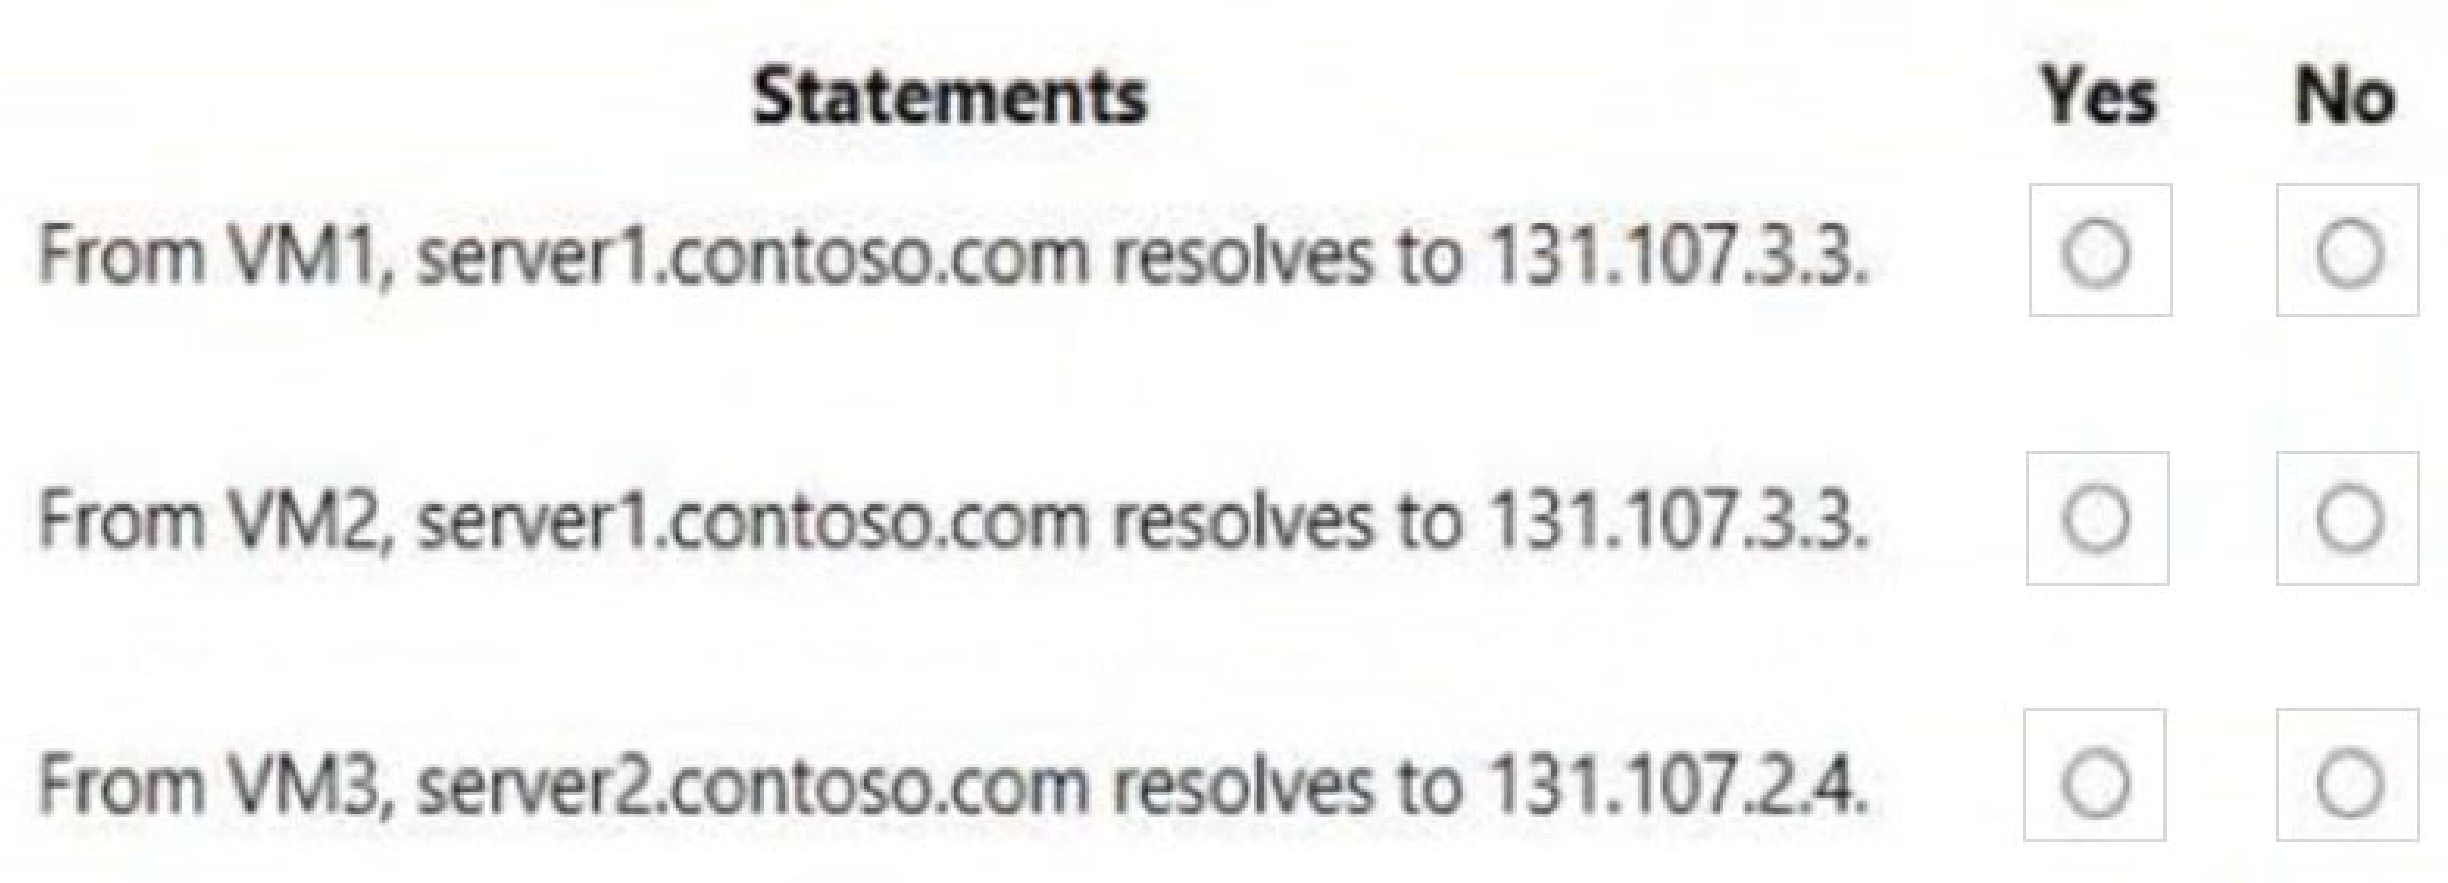 Statements Yes No
From VM1, server1.contoso.com resolves to 131.107.3.3.
From VM2, server1.contoso.com resolves to 131.107.3.3.
From VM3, server2.contoso.com resolves to 131.107.2.4.